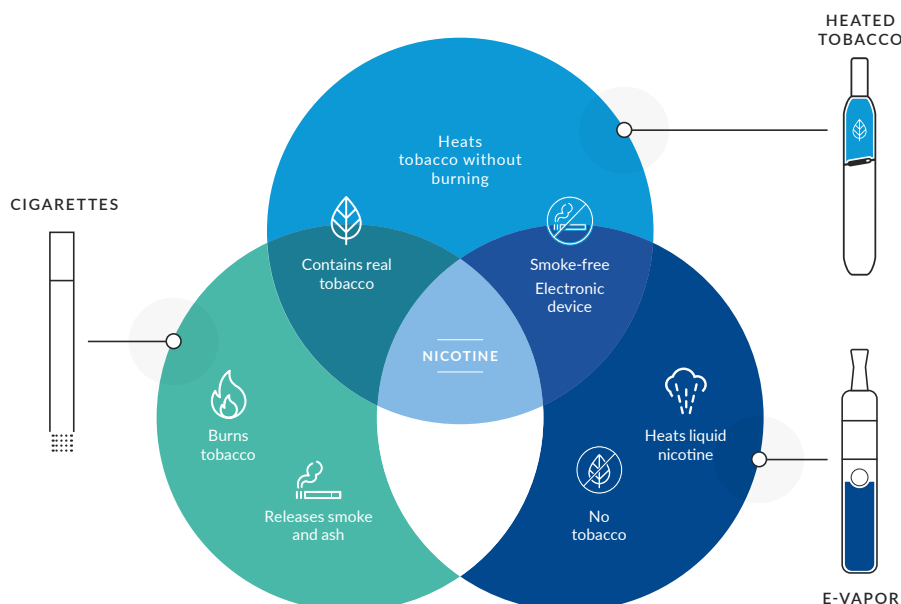 HEATED
TOBACCO
Heats
tobacco without
burning
CIGARETTES
Contains real
tobacco
Smoke-free
Electronic
device
NICOTINE
Burns
tobacco
Heats liquid
nicotine
Releases smoke
and ash
No
tobacco
E-VAPOR